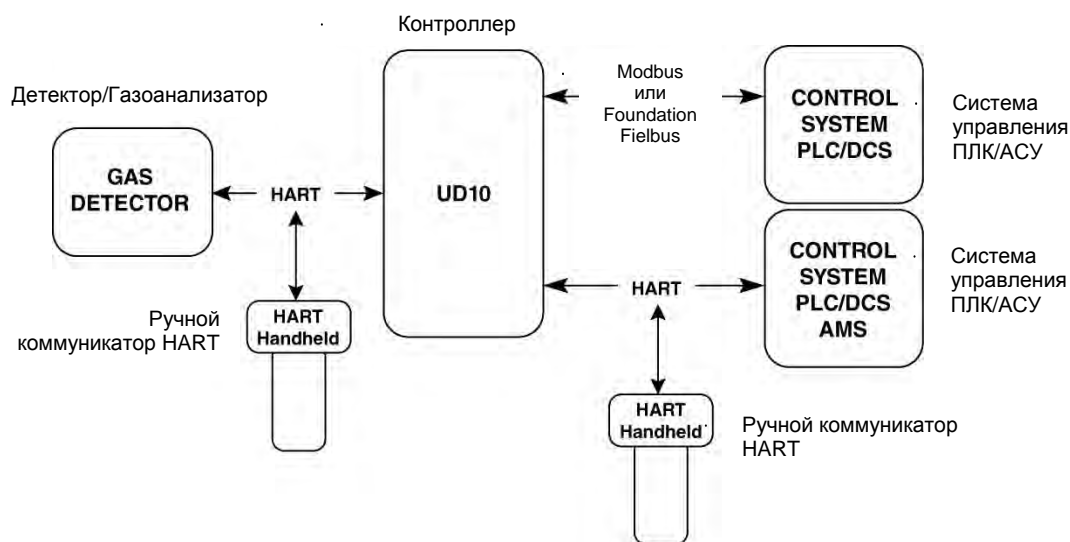 Контроллер
Детектор/Газоанализатор
GAS
DETECTOR
HART
UD10
Modbus
или
Foundation
Fielbus
CONTROL
SYSTEM
PLC/DCS
Система
управления
ПЛК/АСУ
HART
CONTROL
SYSTEM
PLC/DCS
AMS
Система
управления
ПЛК/АСУ
Ручной
коммуникатор HART
HART
Handheld
HART
Handheld
Ручной коммуникатор
HART